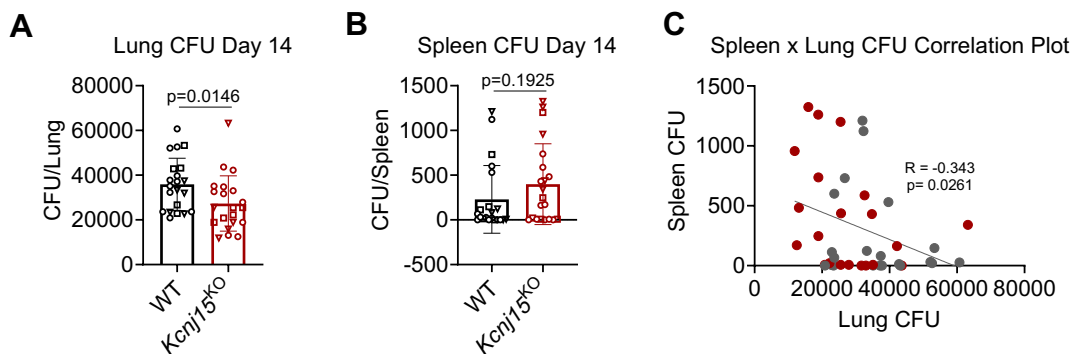 A
Lung CFU Day 14
80000
60000
40000
20000
0
CFU/Lung
p=0.0146
WT
Kcnj15KO
B
Spleen CFU Day 14
1500
1000
500
0
-500
CFU/Spleen
p=0.1925
WT
Kcnj15KO
C
Spleen x Lung CFU Correlation Plot
1500
1000
500
0
Spleen CFU
R = -0.343
p= 0.0261
0 20000 40000 60000 80000
Lung CFU